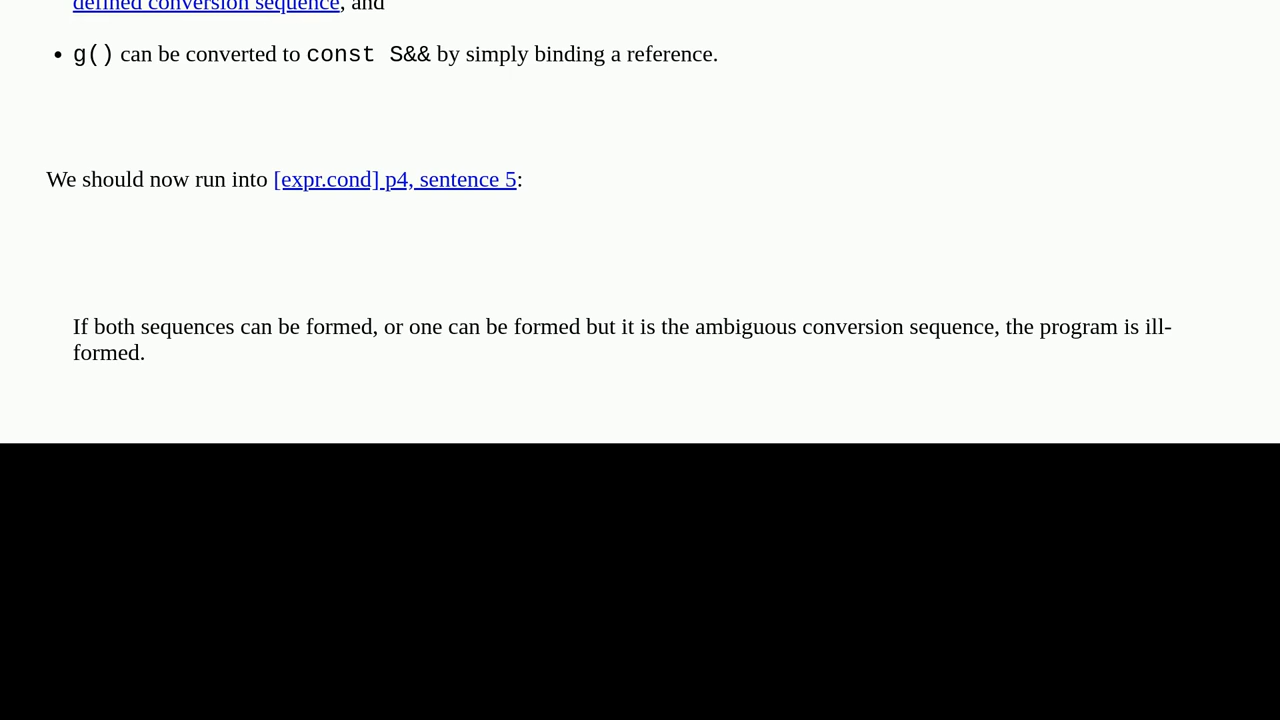 defined conversion sequence, and
• g() can be converted to const S&& by simply binding a reference.
We should now run into [expr.cond] p4, sentence 5:
If both sequences can be formed, or one can be formed but it is the ambiguous conversion sequence, the program is ill-
formed.